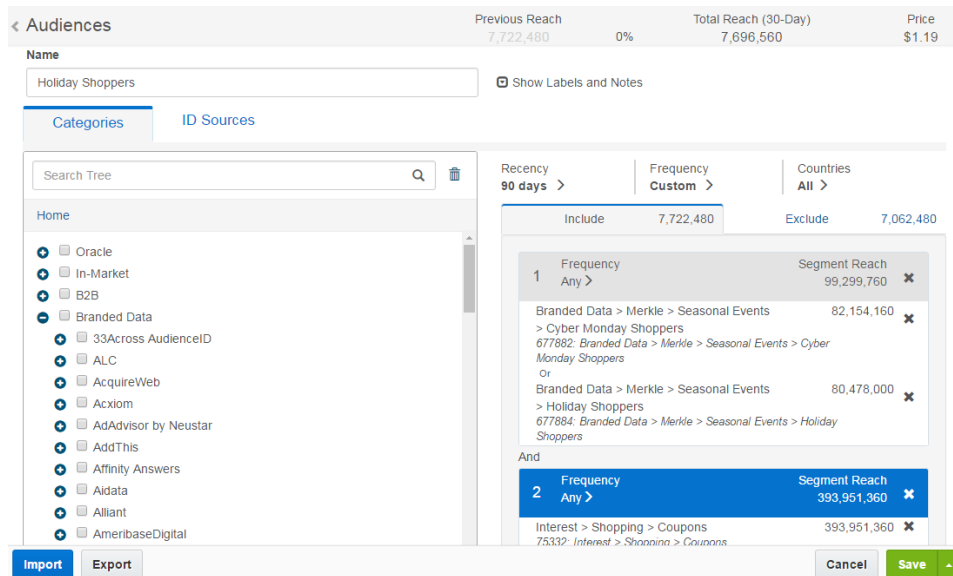 Audiences
Previous Reach
7,722,480
0%
Total Reach (30-Day)
7,696,560
Price
$1.19
Name
Holiday Shoppers
Show Labels and Notes
Categories
ID Sources
Search Tree
Home
Oracle
In-Market
B2B
Branded Data
33Across AudienceID
ALC
AcquireWeb
Acxiom
AdAdvisor by Neustar
AddThis
Affinity Answers
Aidata
Alliant
AmeribaseDigital
Recency
90 days
Frequency
Custom
Countries
All
Include 7,722,480
Exclude 7,062,480
1
Frequency
Any
Segment Reach
99,299,760
Branded Data > Merkle > Seasonal Events 82,154,160
> Cyber Monday Shoppers
677882: Branded Data > Merkle > Seasonal Events > Cyber
Monday Shoppers
Or
Branded Data > Merkle > Seasonal Events 80,478,000
> Holiday Shoppers
677884: Branded Data > Merkle > Seasonal Events > Holiday
Shoppers
And
2
Frequency
Any
Segment Reach
393,951,360
Interest > Shopping > Coupons 393,951,360
75332: Interest > Shopping > Coupons
Import
Export
Cancel
Save